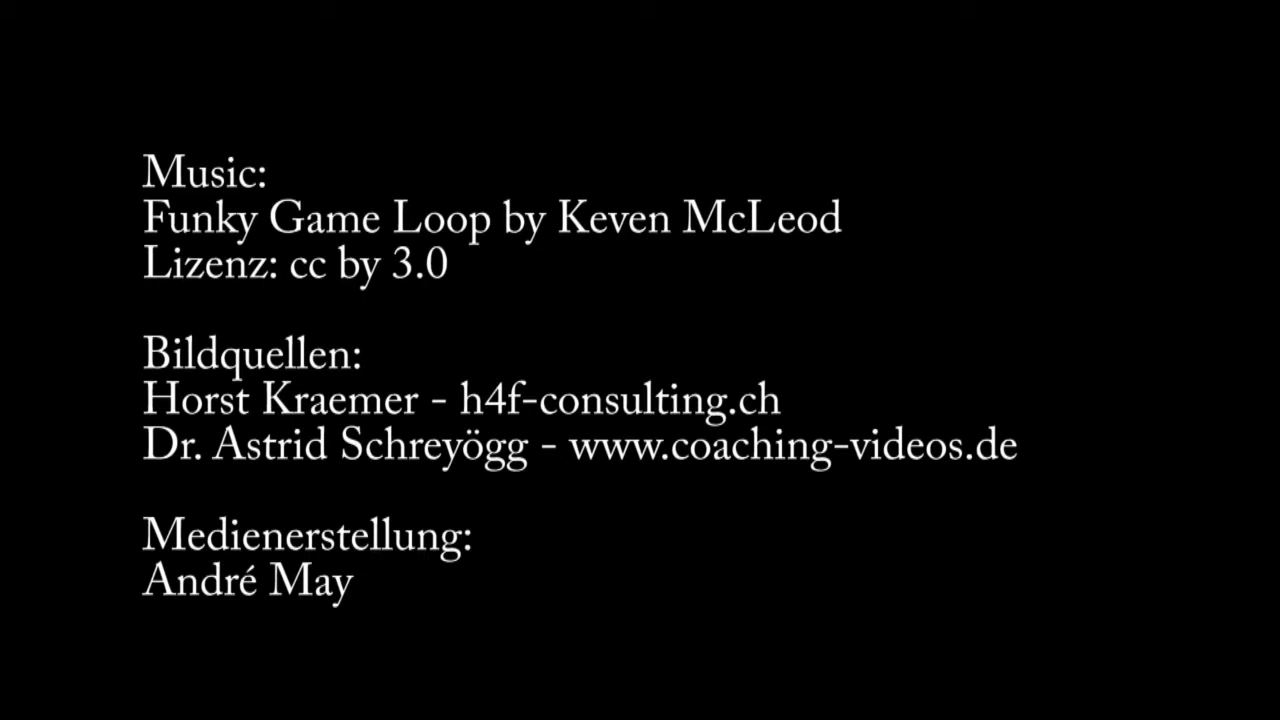 Music:
Funky Game Loop by Keven McLeod
Lizenz: cc by 3.0
Bildquellen:
Horst Kraemer - h4f-consulting.ch
Dr. Astrid Schreyögg - www.coaching-videos.de
Medienerstellung:
André May